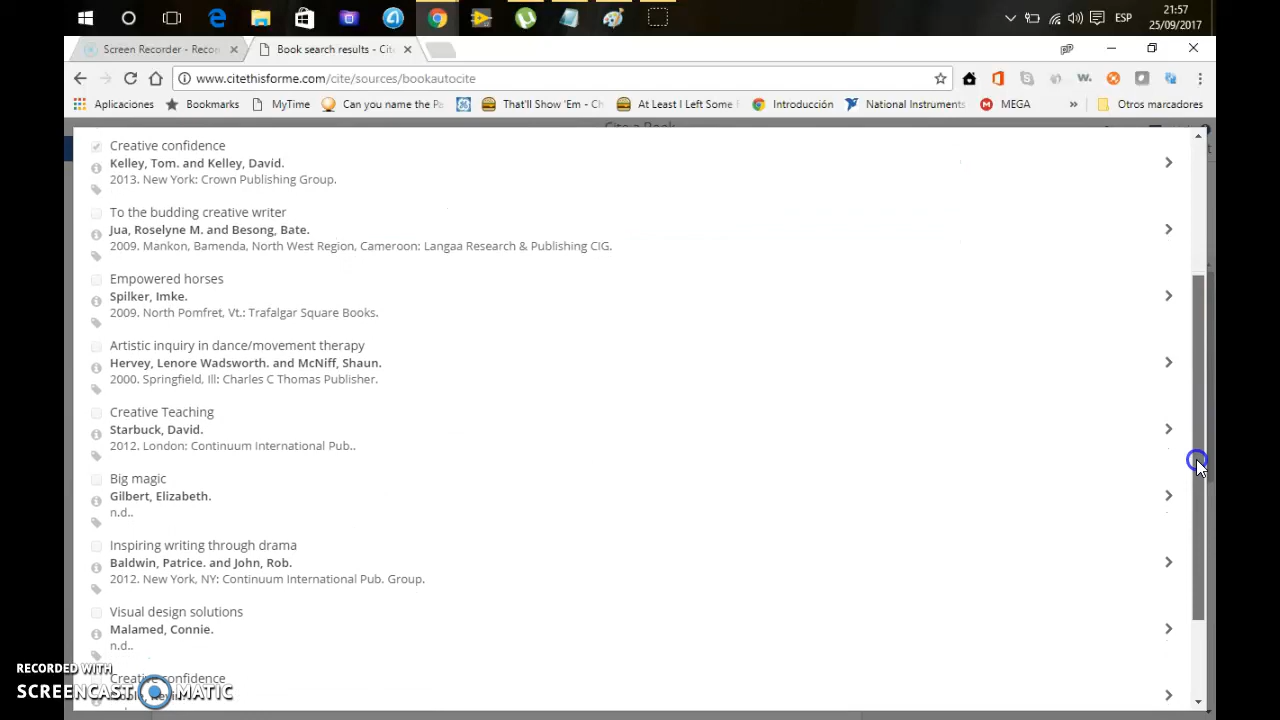 ESP
21:57
25/09/2017
Screen Recorder - Reco
Book search results - Cit
www.citethisforme.com/cite/sources/bookautocite
Aplicaciones
Bookmarks
MyTime
Can you name the Pa
That'll Show 'Em - Ch
At Least I Left Some
Introducción
National Instruments
MEGA
»
Otros marcadores
Cite a Book
Creative confidence
Kelley, Tom. and Kelley, David.
2013. New York: Crown Publishing Group.
To the budding creative writer
Jua, Roselyne M. and Besong, Bate.
2009. Mankon, Bamenda, North West Region, Cameroon: Langaa Research & Publishing CIG.
Empowered horses
Spilker, Imke.
2009. North Pomfret, Vt.: Trafalgar Square Books.
Artistic inquiry in dance/movement therapy
Hervey, Lenore Wadsworth. and McNiff, Shaun.
2000. Springfield, Ill: Charles C Thomas Publisher.
Creative Teaching
Starbuck, David.
2012. London: Continuum International Pub..
Big magic
Gilbert, Elizabeth.
n.d..
Inspiring writing through drama
Baldwin, Patrice. and John, Rob.
2012. New York, NY: Continuum International Pub. Group.
Visual design solutions
Malamed, Connie.
n.d..
Creative confidence
RECORDED WITH
SCREENCAST MATIC